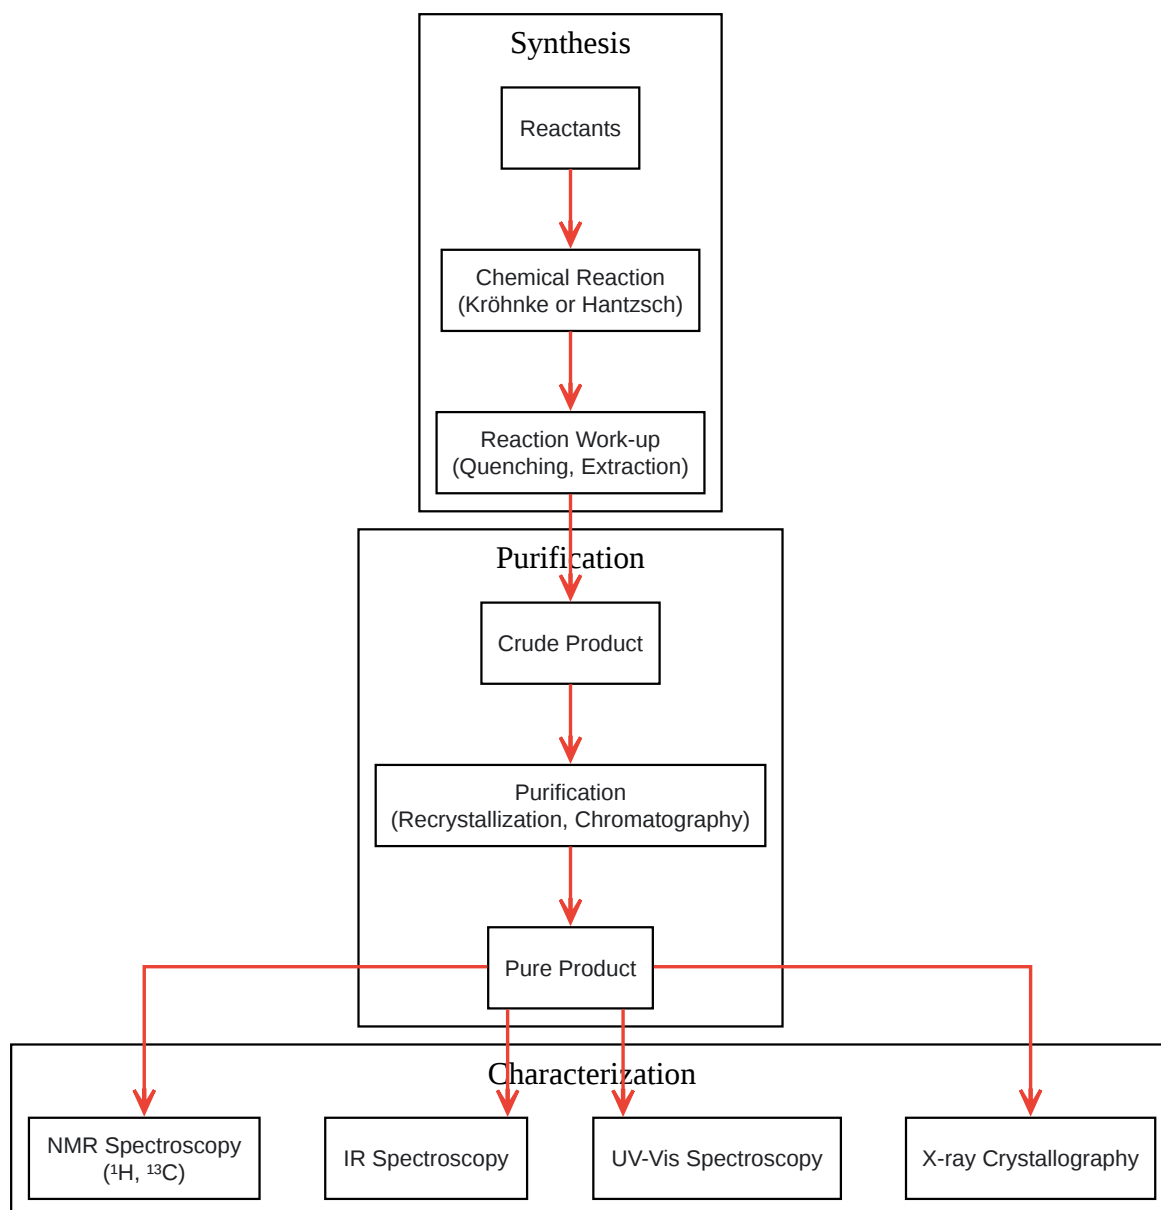 Synthesis
Reactants
Chemical Reaction
(Kröhnke or Hantzsch)
Reaction Work-up
(Quenching, Extraction)
Purification
Crude Product
Purification
(Recrystallization, Chromatography)
Pure Product
Characterization
NMR Spectroscopy
(¹H, ¹³C)
IR Spectroscopy
UV-Vis Spectroscopy
X-ray Crystallography